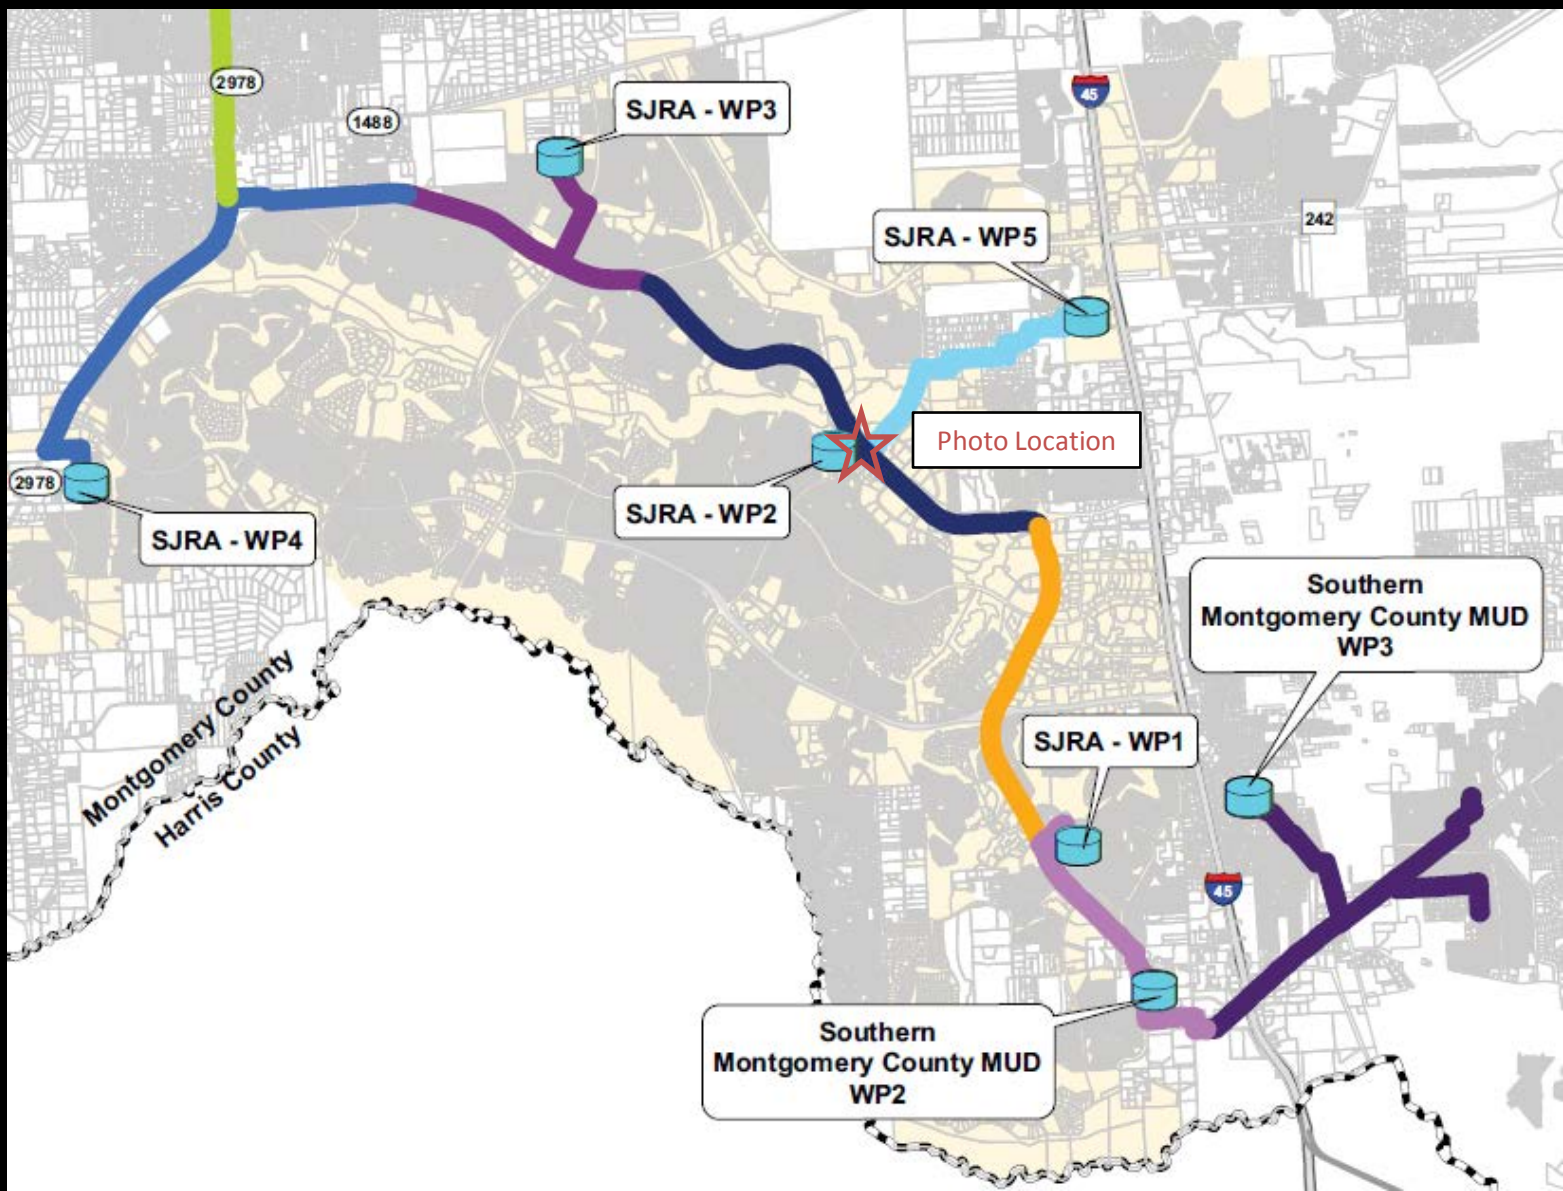 2978
1488
SJRA - WP3
45
SJRA - WP5
242
Photo Location
2978
SJRA - WP2
SJRA - WP4
Southern
Montgomery County MUD
WP3
Montgomery County
Harris County
SJRA - WP1
45
Southern
Montgomery County MUD
WP2